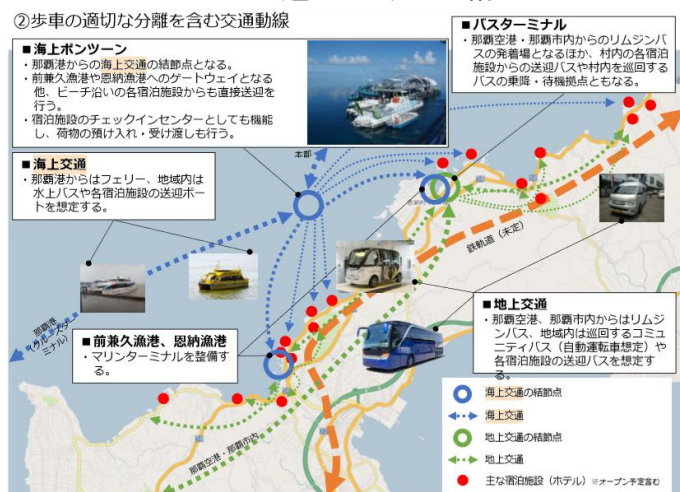 ②歩車の適切な分離を含む交通動線
■海上ポンツーン
・那覇港からの海上交通の結節点となる。
・前兼久漁港や恩納漁港へのゲートウェイとなる
他、ビーチ沿いの各宿泊施設からも直接送迎を
行う。
・宿泊施設のチェックインセンターとしても機能
し、荷物の預け入れ・受け渡しも行う。
■バスターミナル
・那覇空港・那覇市内からのリムジンバ
スの発着場となるほか、村内の各宿泊
施設からの送迎バスや村内を巡回する
バスの乗降・待機拠点ともなる。
本部
■海上交通
・那覇港からはフェリー、地域内は
水上バスや各宿泊施設の送迎ボー
トを想定する。
鉄軌道（未定）
那覇港
（クルーズター
ミナル）
■前兼久漁港、恩納漁港
・マリンターミナルを整備す
る。
■地上交通
・那覇空港、那覇市内からはリムジ
ンバス、地域内は巡回するコミュ
ニティバス（自動運転車想定）や
各宿泊施設の送迎バスを想定す
る。
那覇空港・那覇市内
海上交通の結節点
海上交通
地上交通の結節点
地上交通
主な宿泊施設（ホテル）※オープン予定含む